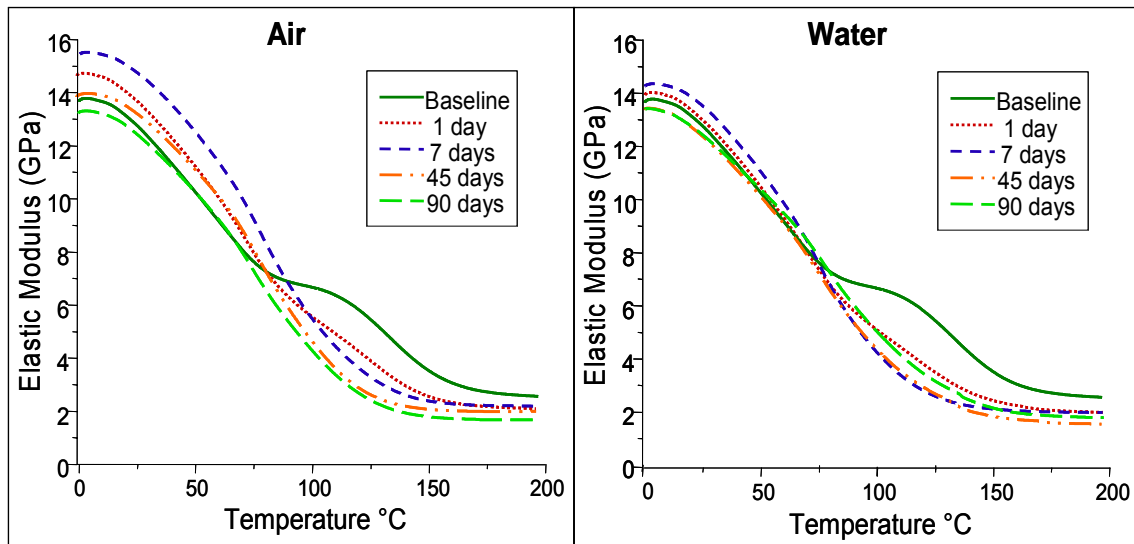 Air
Elastic Modulus (GPa)
16
14
12
10
8
6
4
2
0
0 50 100 150 200
Temperature °C
Baseline
1 day
7 days
45 days
90 days
Water
Elastic Modulus (GPa)
16
14
12
10
8
6
4
2
0
0 50 100 150 200
Temperature °C
Baseline
1 day
7 days
45 days
90 days